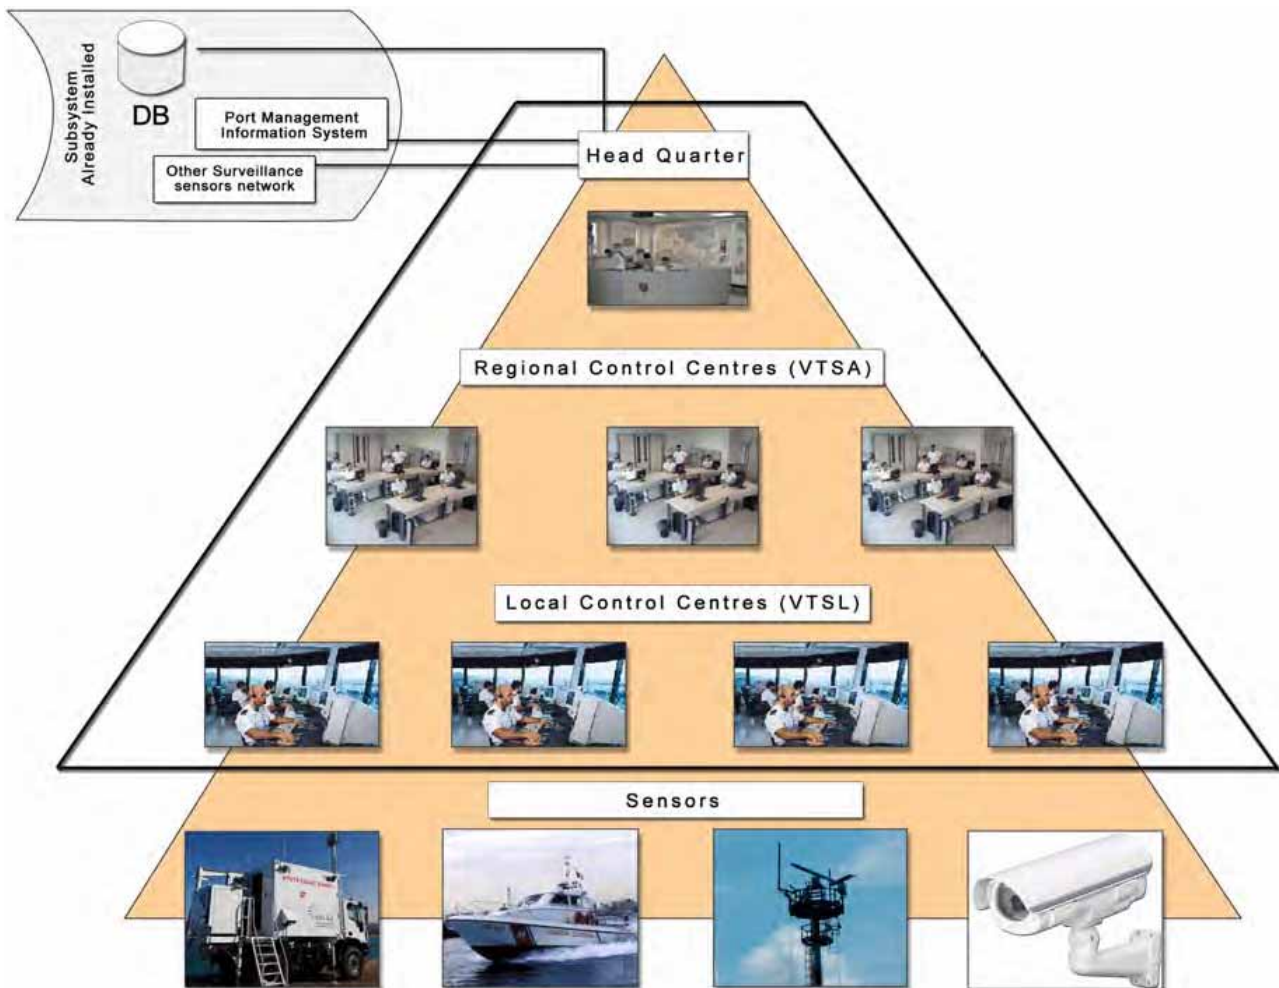 Subsystem
Already Installed
DB
Port Management
Information System
Other Surveillance
sensors network
Head Quarter
Regional Control Centres (VTSA)
Local Control Centres (VTSL)
Sensors